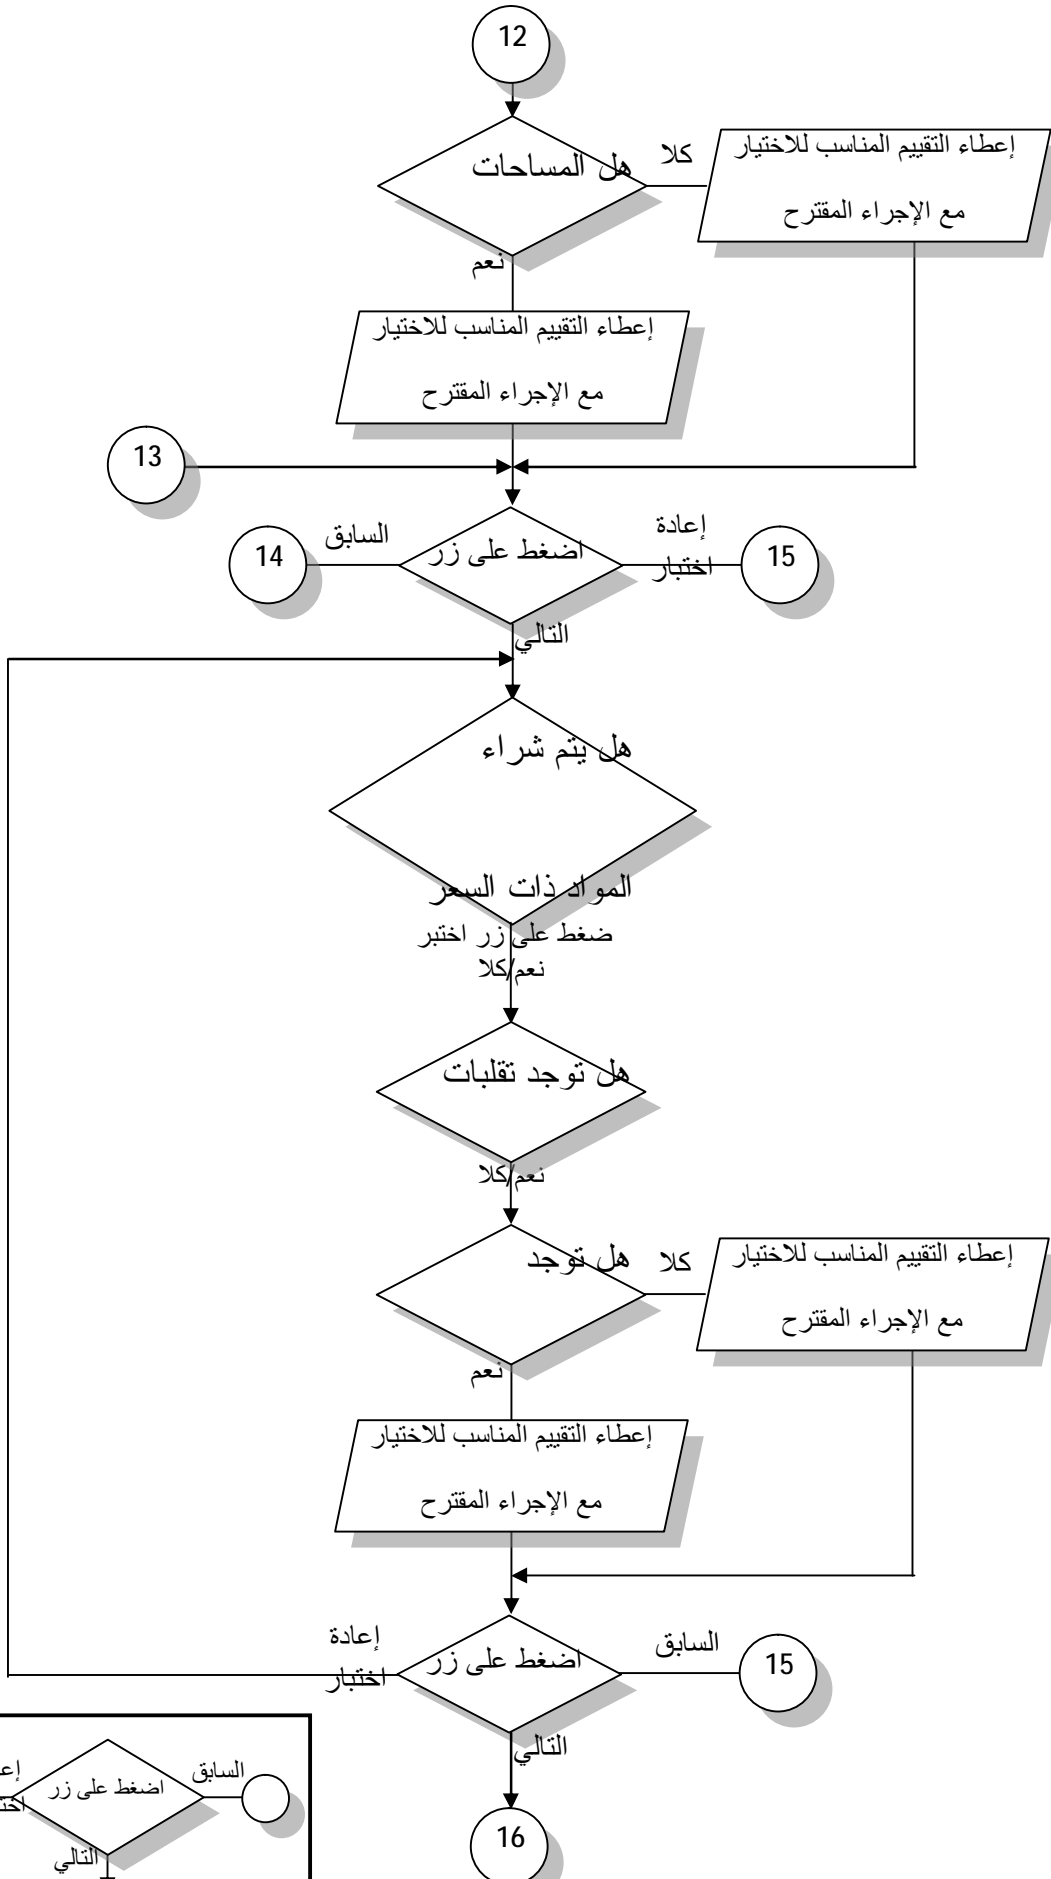 12
هل المساحات
كلا
إعطاء التقييم المناسب للاختيار
مع الإجراء المقترح
نعم
إعطاء التقييم المناسب للاختيار
مع الإجراء المقترح
13
إعادة
اختبار
15
اضغط على زر
السابق
14
التالي
هل يتم شراء
المواد ذات السعر
ضغط على زر اختبر
نعم/كلا
هل توجد تقلبات
نعم/كلا
هل توجد
كلا
إعطاء التقييم المناسب للاختيار
مع الإجراء المقترح
نعم
إعطاء التقييم المناسب للاختيار
مع الإجراء المقترح
السابق
15
اضغط على زر
إعادة
اختبار
التالي
16
السابق
اضغط على زر
التالي